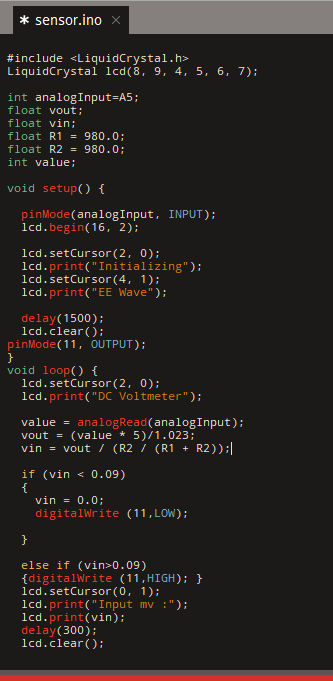 * sensor.ino ×
#include <LiquidCrystal.h>
LiquidCrystal lcd(8, 9, 4, 5, 6, 7);
int analogInput=A5;
float vout;
float vin;
float R1 = 980.0;
float R2 = 980.0;
int value;
void setup() {
pinMode(analogInput, INPUT);
lcd.begin(16, 2);
lcd.setCursor(2, 0);
lcd.print("Initializing");
lcd.setCursor(4, 1);
lcd.print("EE Wave");
delay(1500);
lcd.clear();
pinMode(11, OUTPUT);
}
void loop() {
lcd.setCursor(2, 0);
lcd.print("DC Voltmeter");
value = analogRead(analogInput);
vout = (value * 5)/1.023;
vin = vout / (R2 / (R1 + R2));
if (vin < 0.09)
{
vin = 0.0;
digitalWrite (11,LOW);
}
else if (vin>0.09)
{digitalWrite (11,HIGH); }
lcd.setCursor(0, 1);
lcd.print("Input mv :");
lcd.print(vin);
delay(300);
lcd.clear();